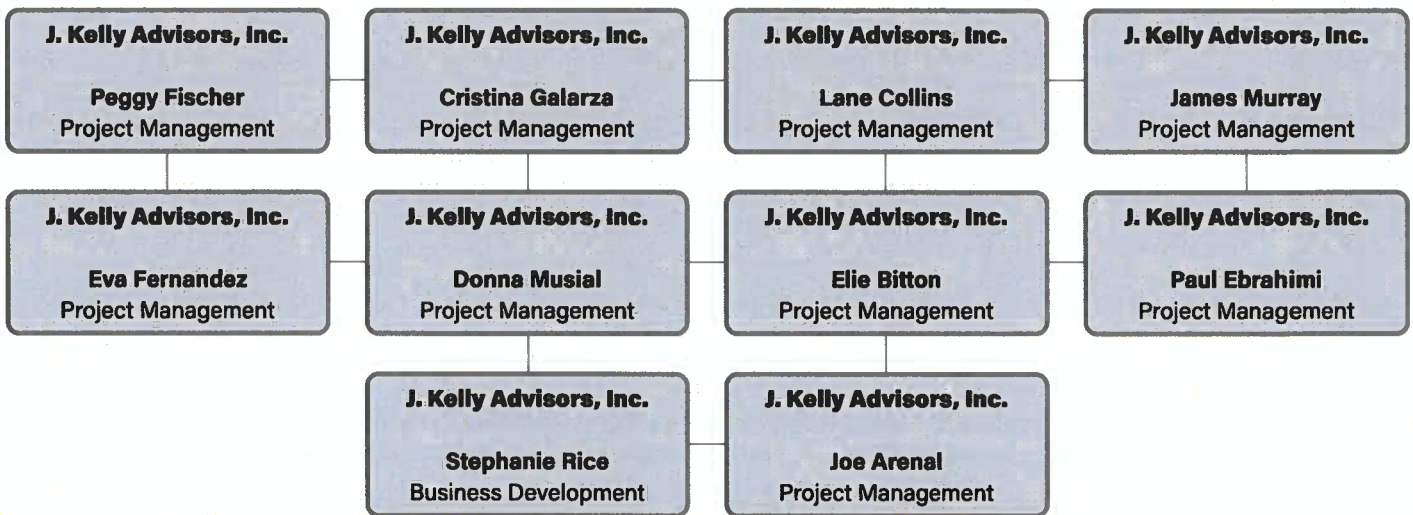 J. Kelly Advisors, Inc.
Peggy Fischer
Project Management
J. Kelly Advisors, Inc.
Cristina Galarza
Project Management
J. Kelly Advisors, Inc.
Lane Collins
Project Management
J. Kelly Advisors, Inc.
James Murray
Project Management
J. Kelly Advisors, Inc.
Eva Fernandez
Project Management
J. Kelly Advisors, Inc.
Donna Musial
Project Management
J. Kelly Advisors, Inc.
Elie Bitton
Project Management
J. Kelly Advisors, Inc.
Paul Ebrahimi
Project Management
J. Kelly Advisors, Inc.
Stephanie Rice
Business Development
J. Kelly Advisors, Inc.
Joe Arenal
Project Management